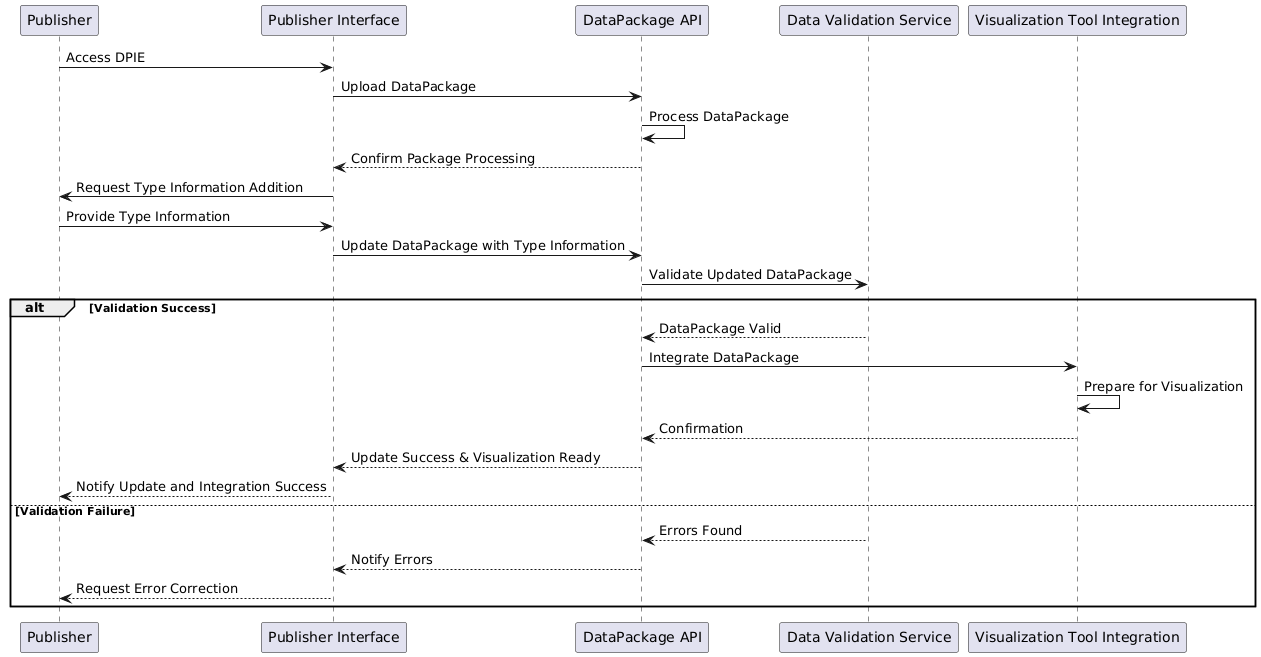 Publisher
Publisher Interface
DataPackage API
Data Validation Service
Visualization Tool Integration
Access DPIE
Upload DataPackage
Process DataPackage
Confirm Package Processing
Request Type Information Addition
Provide Type Information
Update DataPackage with Type Information
Validate Updated DataPackage
alt
[Validation Success]
DataPackage Valid
Integrate DataPackage
Prepare for Visualization
Confirmation
Update Success & Visualization Ready
Notify Update and Integration Success
[Validation Failure]
Errors Found
Notify Errors
Request Error Correction
Publisher
Publisher Interface
DataPackage API
Data Validation Service
Visualization Tool Integration